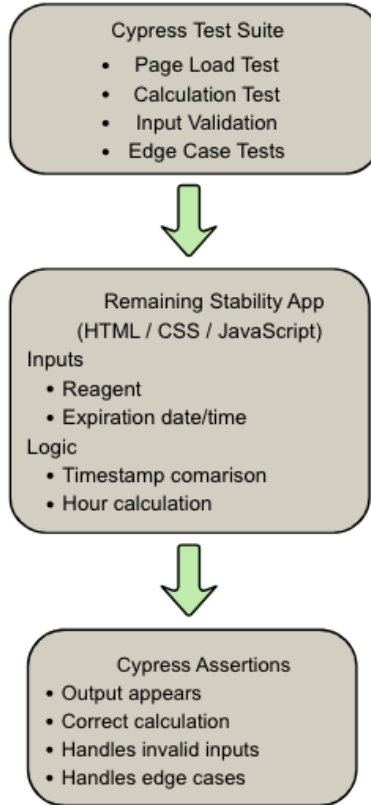 Cypress Test Suite
• Page Load Test
• Calculation Test
• Input Validation
• Edge Case Tests
Remaining Stability App
(HTML / CSS / JavaScript)
Inputs
• Reagent
• Expiration date/time
Logic
• Timestamp comarison
• Hour calculation
Cypress Assertions
• Output appears
• Correct calculation
• Handles invalid inputs
• Handles edge cases